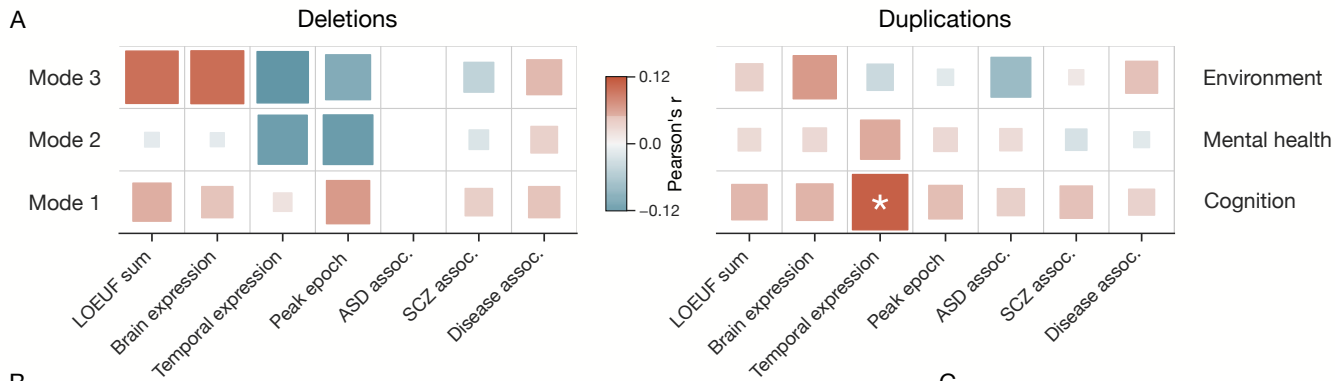 A
Deletions
Duplications
Mode 3
Mode 2
Mode 1
0.12
0.0
−0.12
Pearson's r
Environment
Mental health
Cognition
*
LOEUF sum
Brain expression
Temporal expression
Peak epoch
ASD assoc.
SCZ assoc.
Disease assoc.
LOEUF sum
Brain expression
Temporal expression
Peak epoch
ASD assoc.
SCZ assoc.
Disease assoc.
B
C